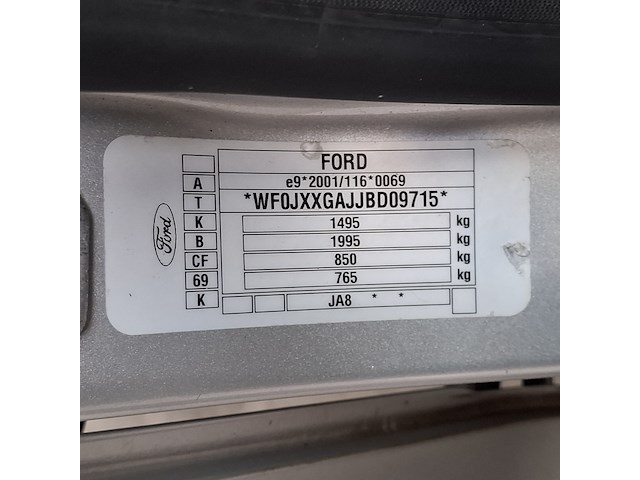 FORD
A e9*2001/116*0069
T *WF0JXXGAJJBD09715*
K 1495 kg
B 1995 kg
CF 850 kg
69 765 kg
K JA8 * *
Ford